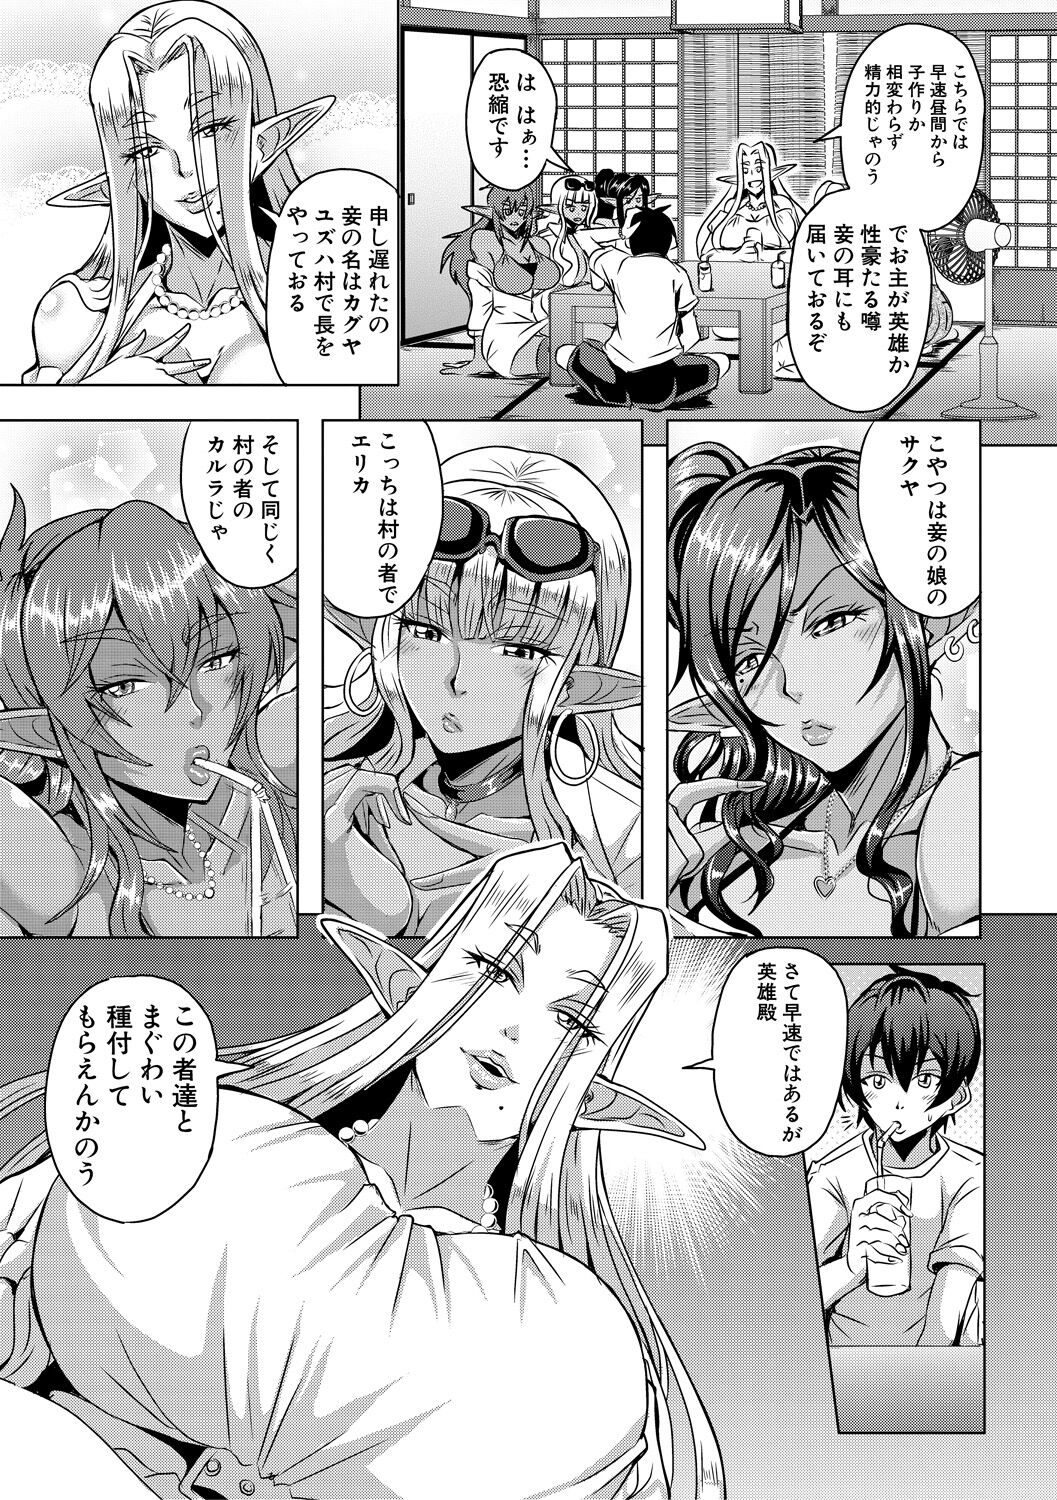 こちらでは
早速昼間から
子作りか
相変わらず
精力的じゃのう
でお主が英雄か
性豪たる噂
妾の耳にも
届いておるぞ
は はぁ…
恐縮です
申し遅れたの
妾の名はカグヤ
ユズハ村で長を
やっておる
こやつは妾の娘の
サクヤ
こっちは村の者で
エリカ
そして同じく
村の者の
カルラじゃ
さて早速ではあるが
英雄殿
この者達と
まぐわい
種付して
もらえんかのう